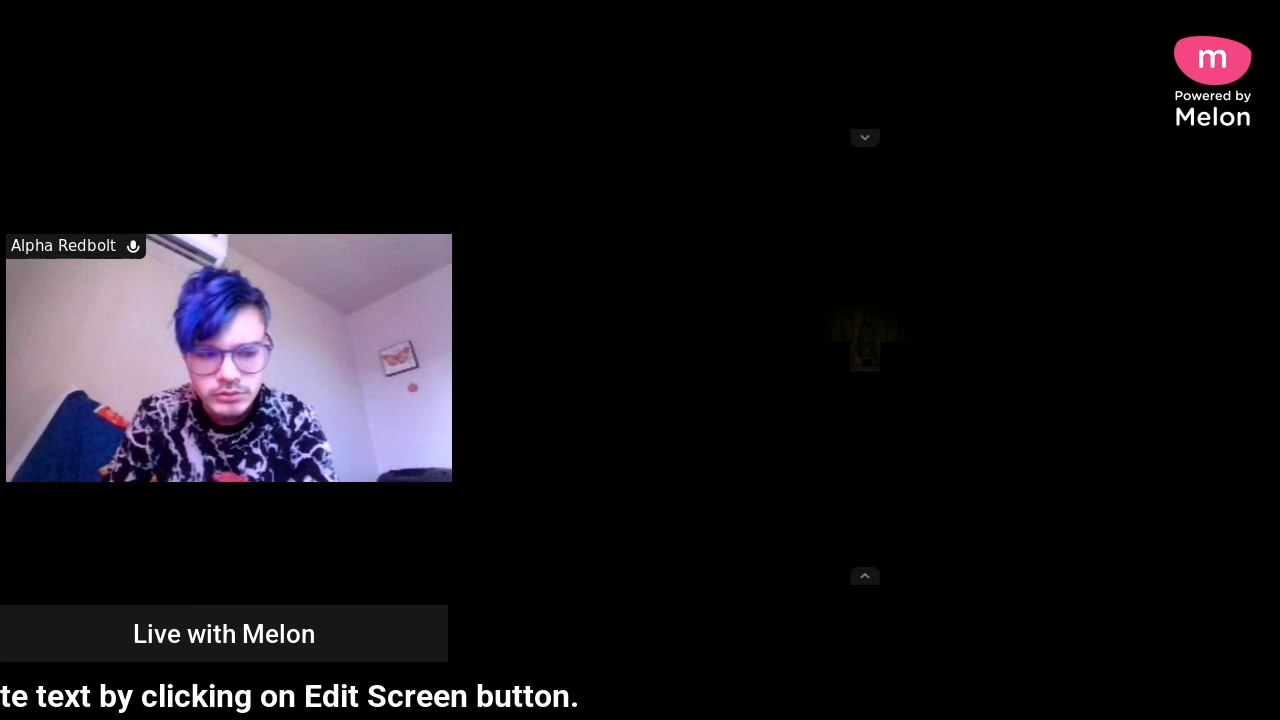 m
Powered by
Melon
Alpha Redbolt
Live with Melon
te text by clicking on Edit Screen button.